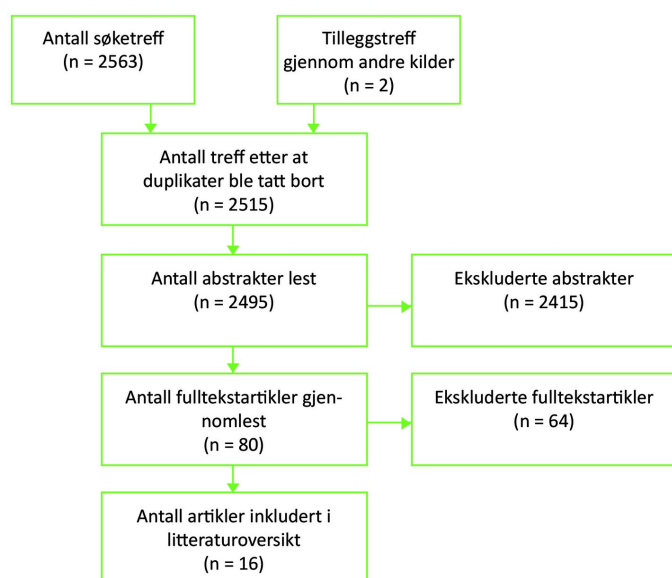 Antall søketreff
(n = 2563)
Tilleggstreff
gjennom andre kilder
(n = 2)
Antall treff etter at
duplikater ble tatt bort
(n = 2515)
Antall abstrakter lest
(n = 2495)
Ekskluderte abstrakter
(n = 2415)
Antall fulltekstartikler gjen-
nomlest
(n = 80)
Ekskluderte fulltekstartikler
(n = 64)
Antall artikler inkludert i
litteraturoversikt
(n = 16)